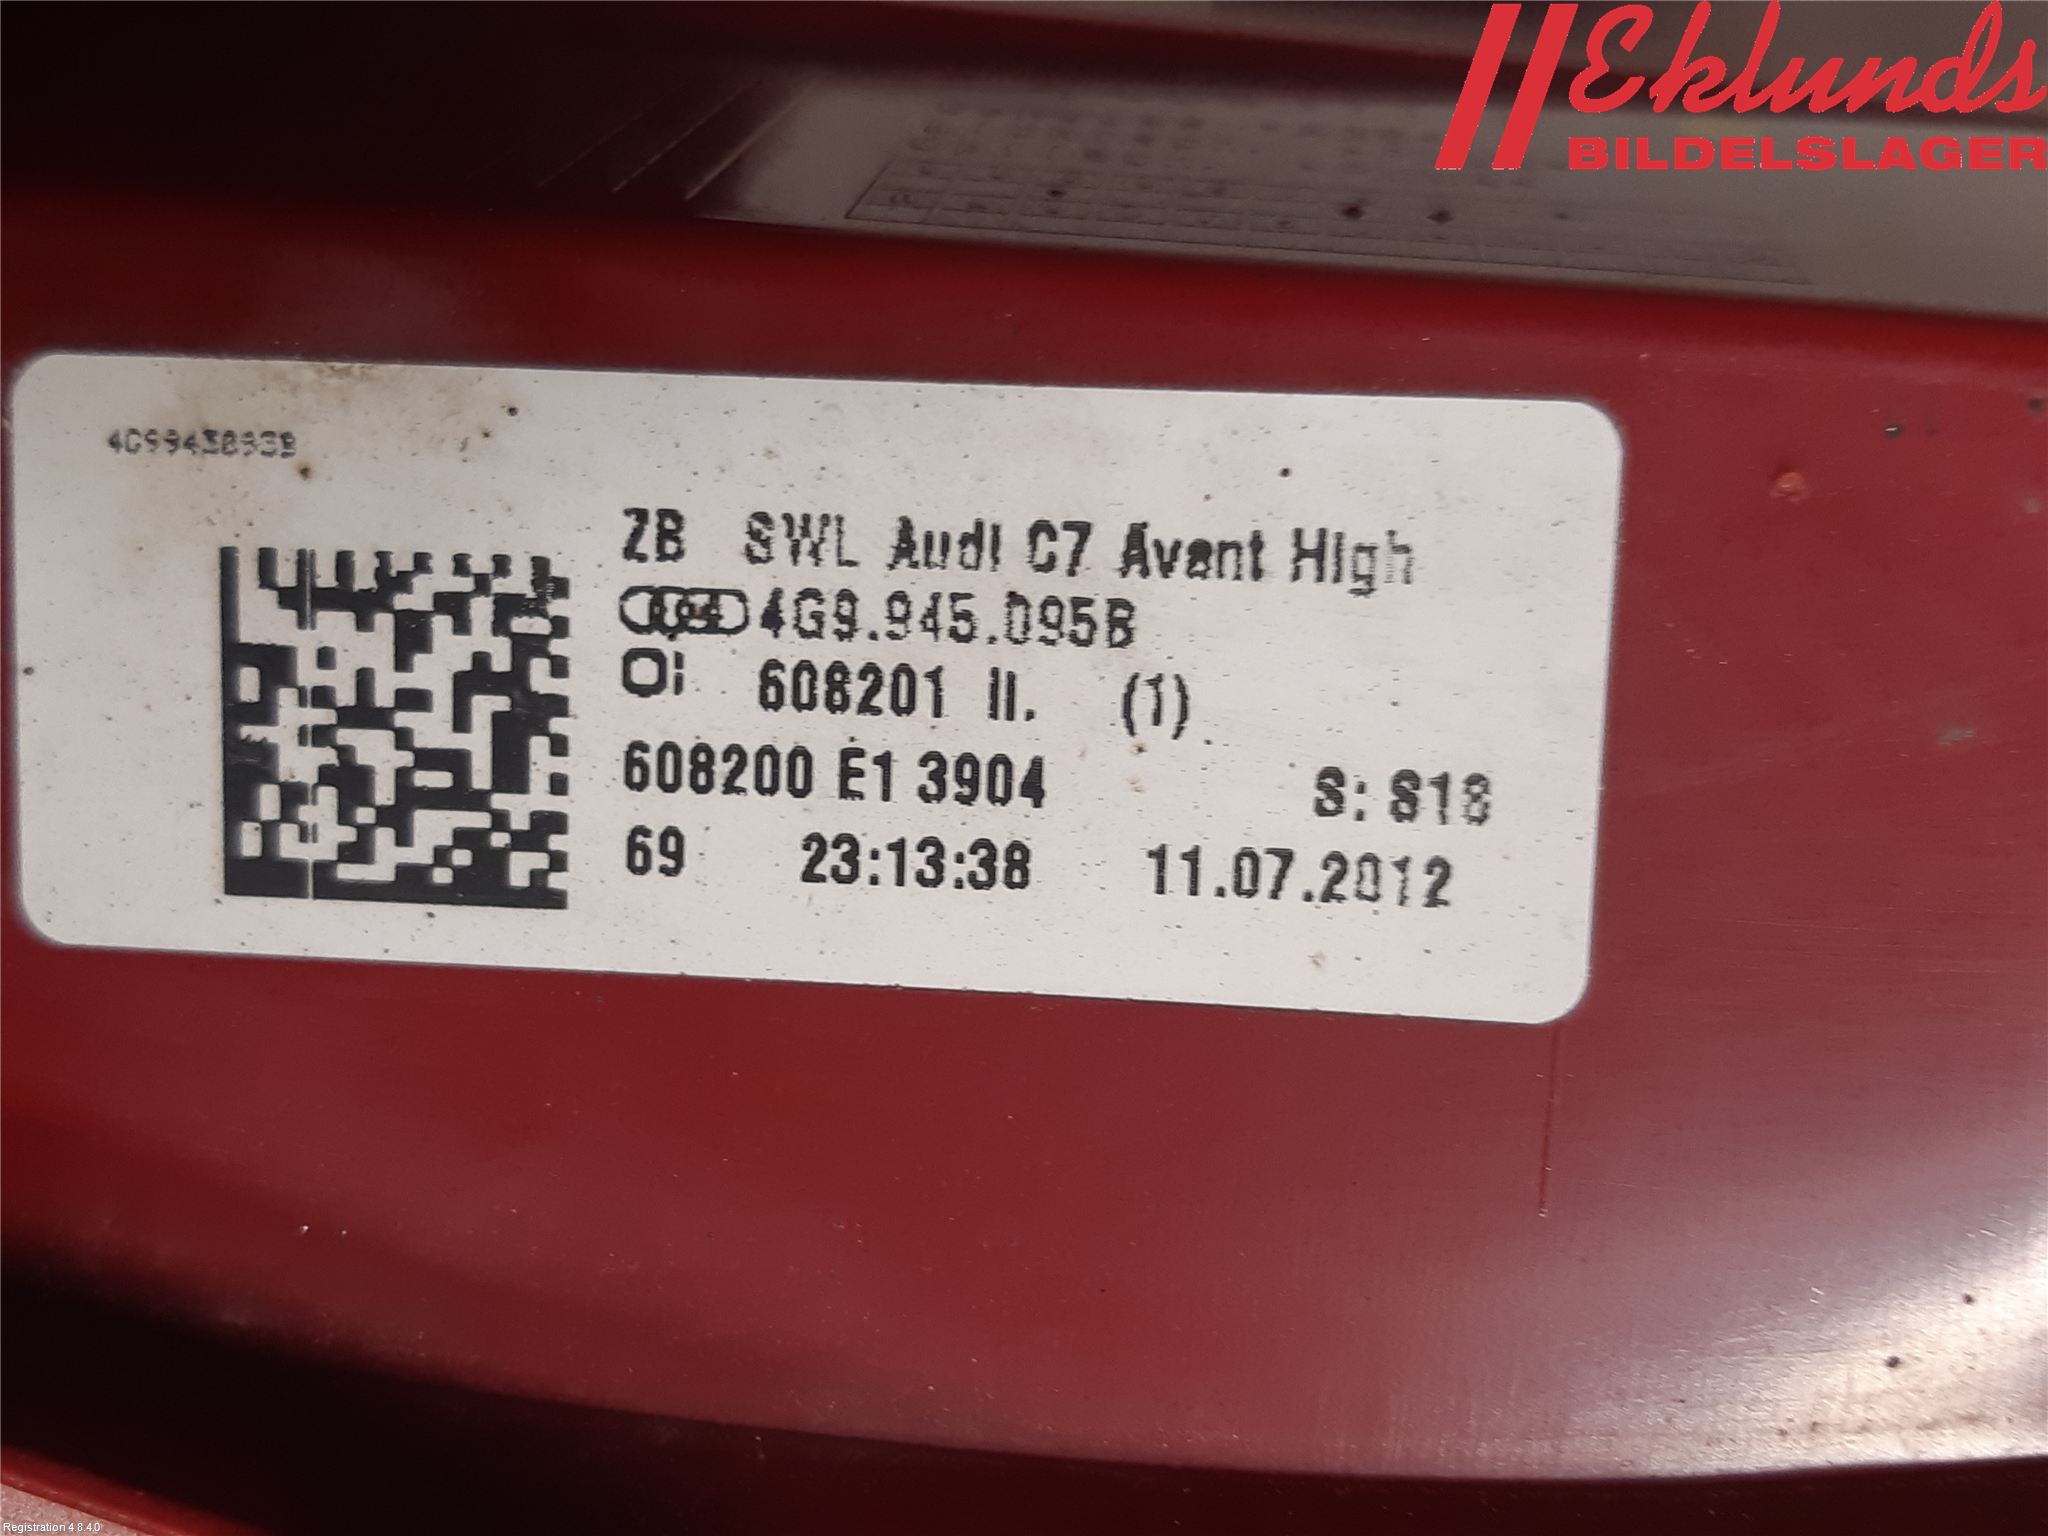 Eklunds
BILDELSLAGER
ZB SWL Audi C7 Avant High
4G9.945.095B
608201 II. (1)
608200 E1 3904 S: S18
69 23:13:38 11.07.2012
Registration 4.8.4.0